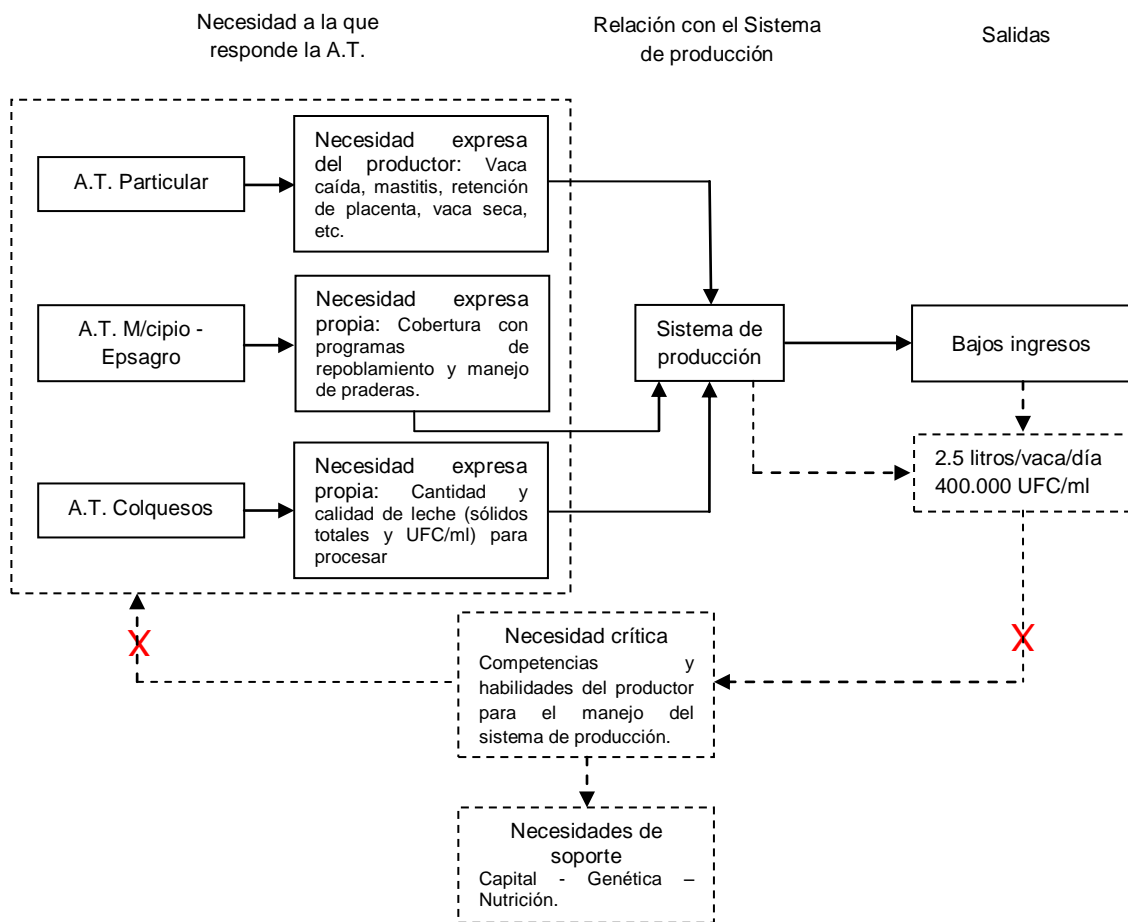 Necesidad a la que
responde la A.T.
Relación con el Sistema
de producción
Salidas
A.T. Particular
Necesidad expresa
del productor: Vaca
caída, mastitis, retención
de placenta, vaca seca,
etc.
A.T. M/cipio -
Epsagro
Necesidad expresa
propia: Cobertura con
programas de
repoblamiento y manejo
de praderas.
Sistema de
producción
Bajos ingresos
2.5 litros/vaca/día
400.000 UFC/ml
A.T. Colquesos
Necesidad expresa
propia: Cantidad y
calidad de leche (sólidos
totales y UFC/ml) para
procesar
X
X
Necesidad crítica
Competencias y
habilidades del productor
para el manejo del
sistema de producción.
Necesidades de
soporte
Capital - Genética –
Nutrición.